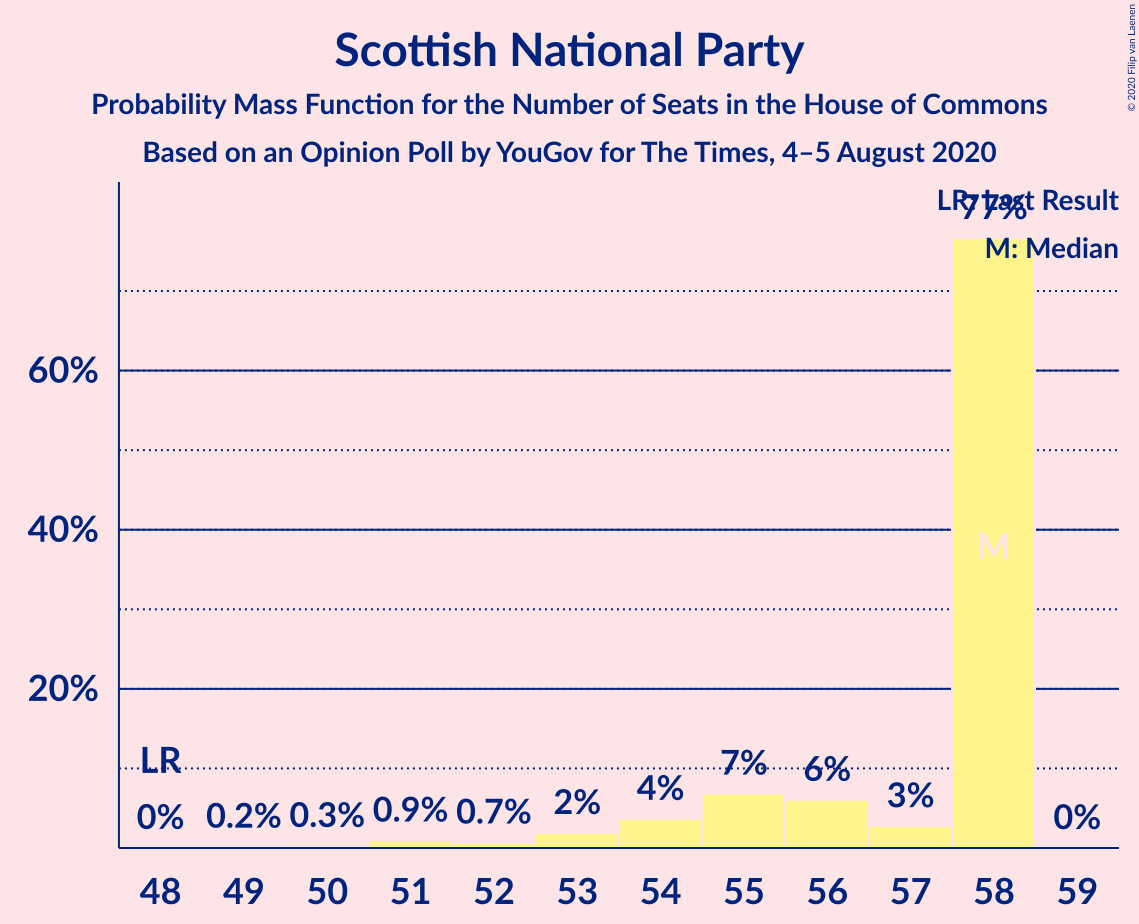 Scottish National Party
Probability Mass Function for the Number of Seats in the House of Commons
Based on an Opinion Poll by YouGov for The Times, 4–5 August 2020
© 2020 Filip van Laenen
LR: Last Result
M: Median
77%
60%
40%
20%
M
LR
0%
0.2%
0.3%
0.9%
0.7%
2%
4%
7%
6%
3%
0%
48 49 50 51 52 53 54 55 56 57 58 59